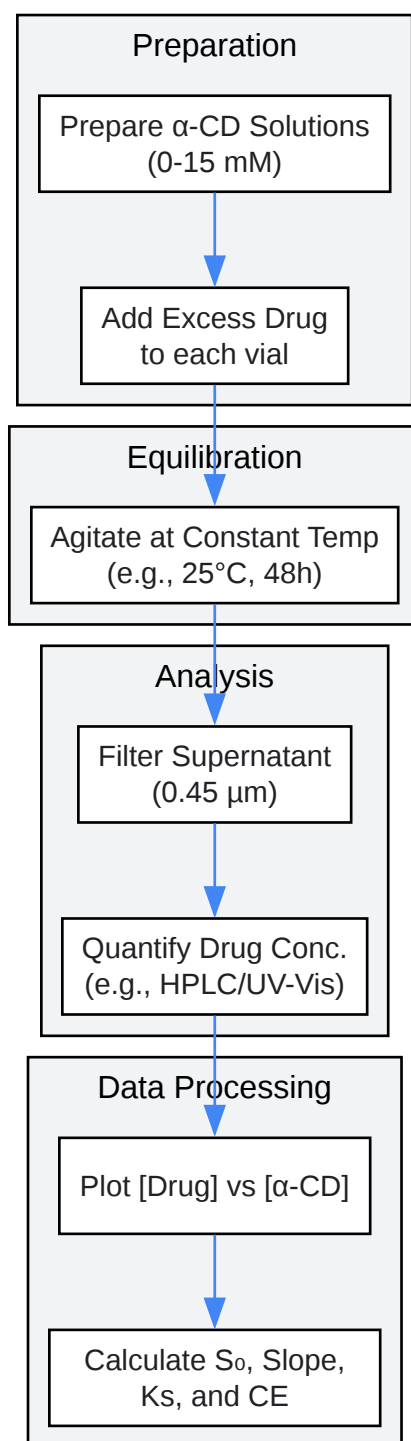 Preparation
Prepare α-CD Solutions
(0-15 mM)
Add Excess Drug
to each vial
Equilibration
Agitate at Constant Temp
(e.g., 25°C, 48h)
Analysis
Filter Supernatant
(0.45 µm)
Quantify Drug Conc.
(e.g., HPLC/UV-Vis)
Data Processing
Plot [Drug] vs [α-CD]
Calculate S₀, Slope,
Ks, and CE